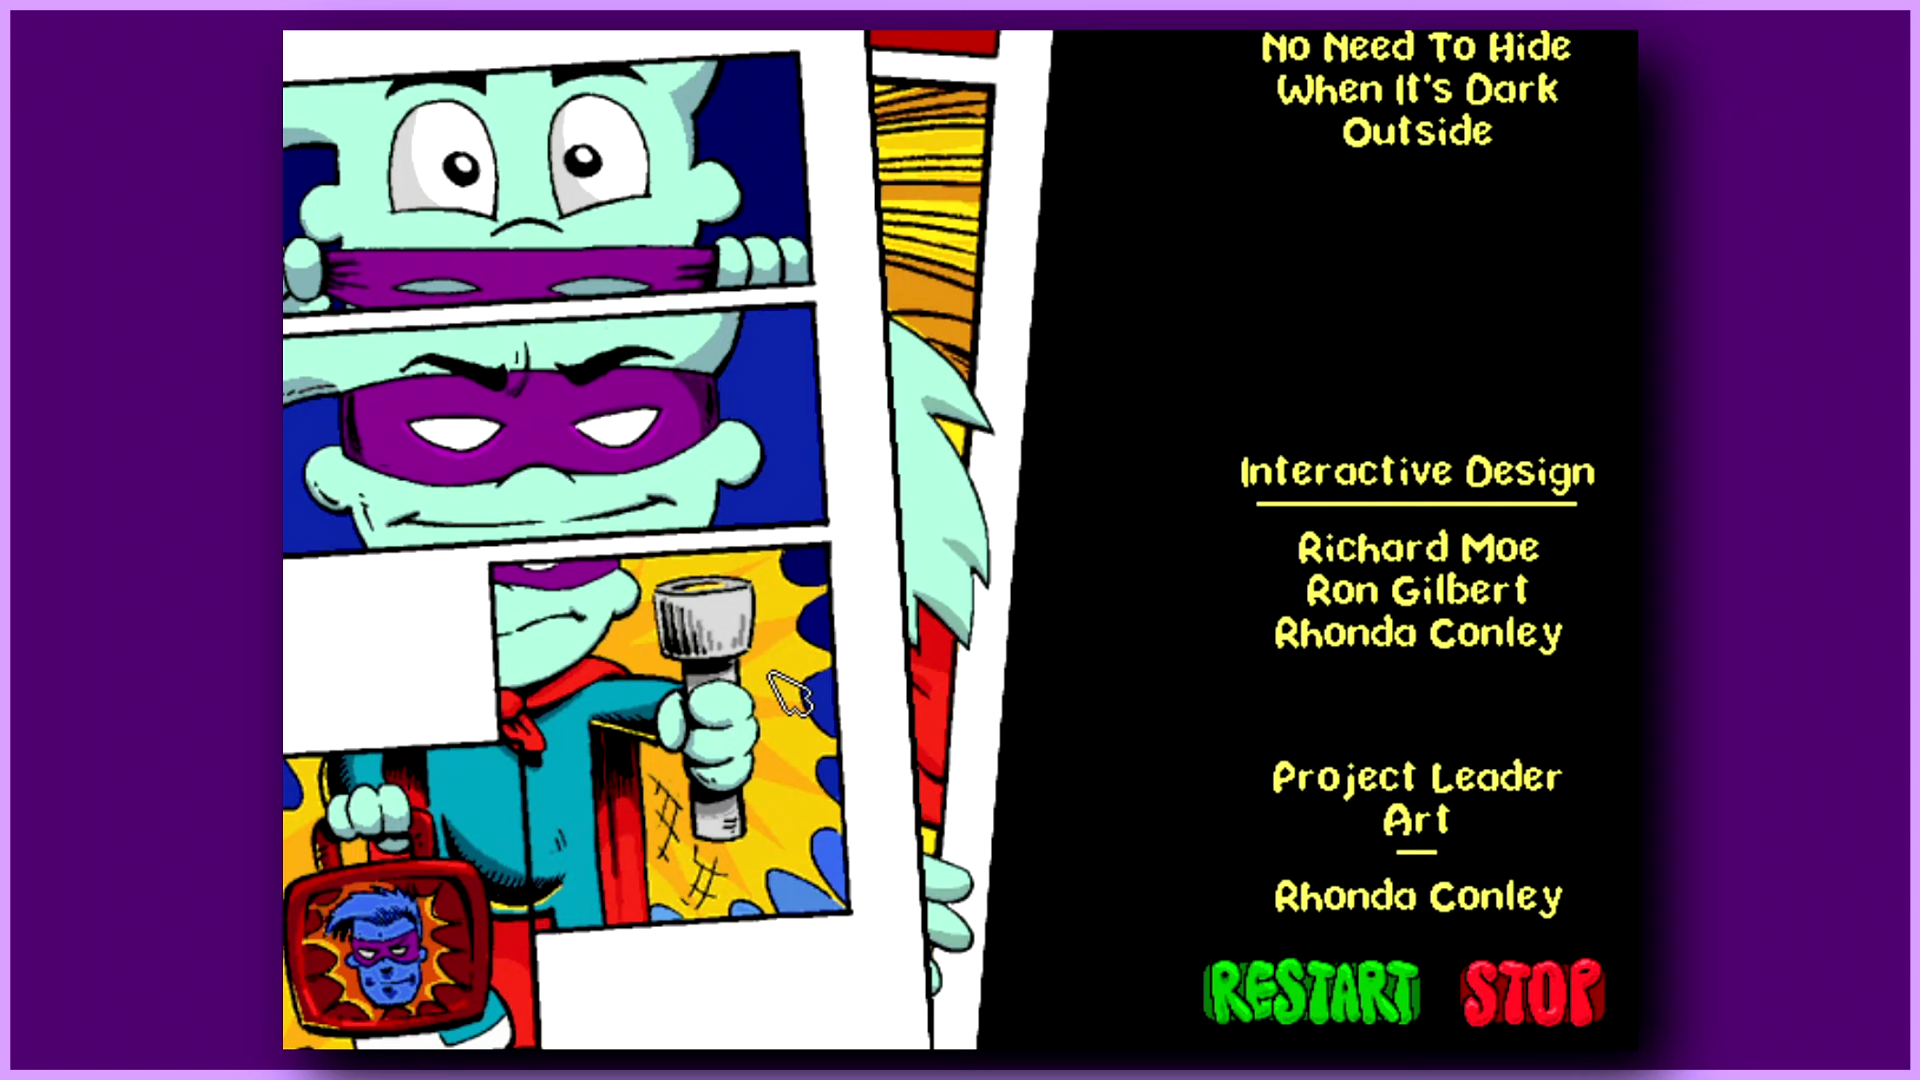 No Need To Hide
When It's Dark
Outside
Interactive Design
Richard Moe
Ron Gilbert
Rhonda Conley
Project Leader
Art
Rhonda Conley
RESTART STOP